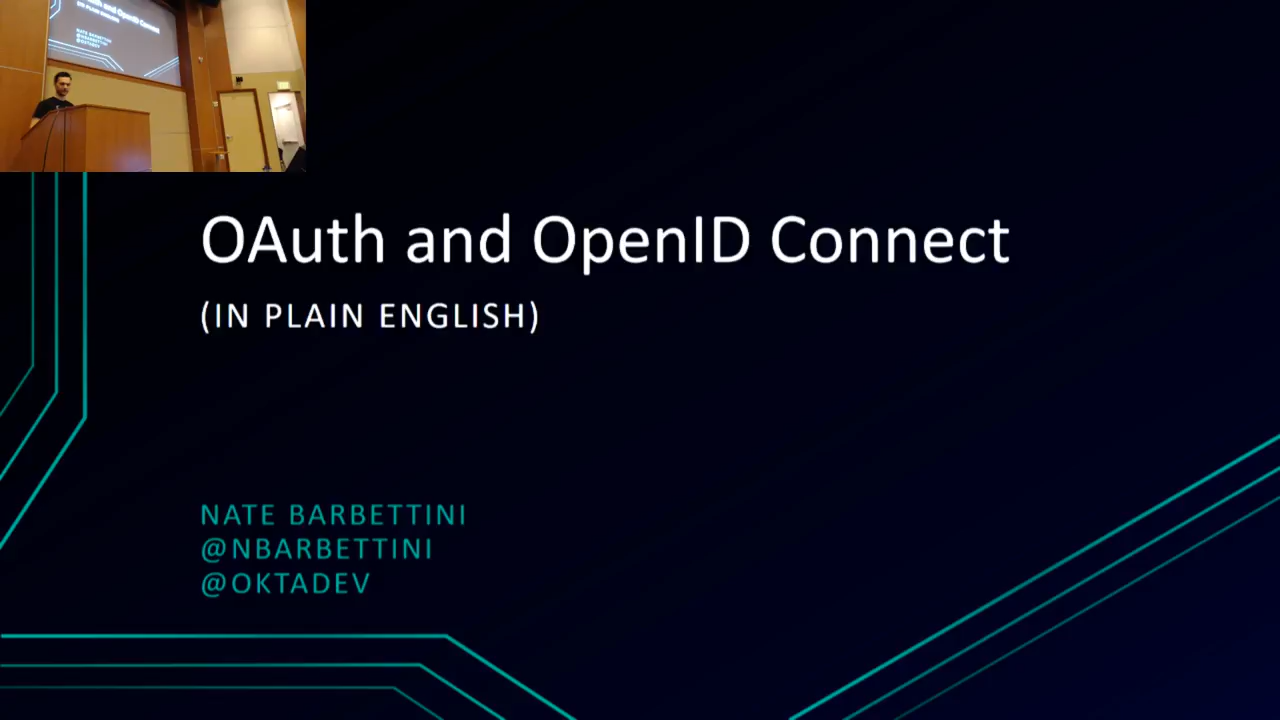 OAuth and OpenID Connect
(IN PLAIN ENGLISH)
NATE BARBETTINI
@NBARBETTINI
@OKTADEV